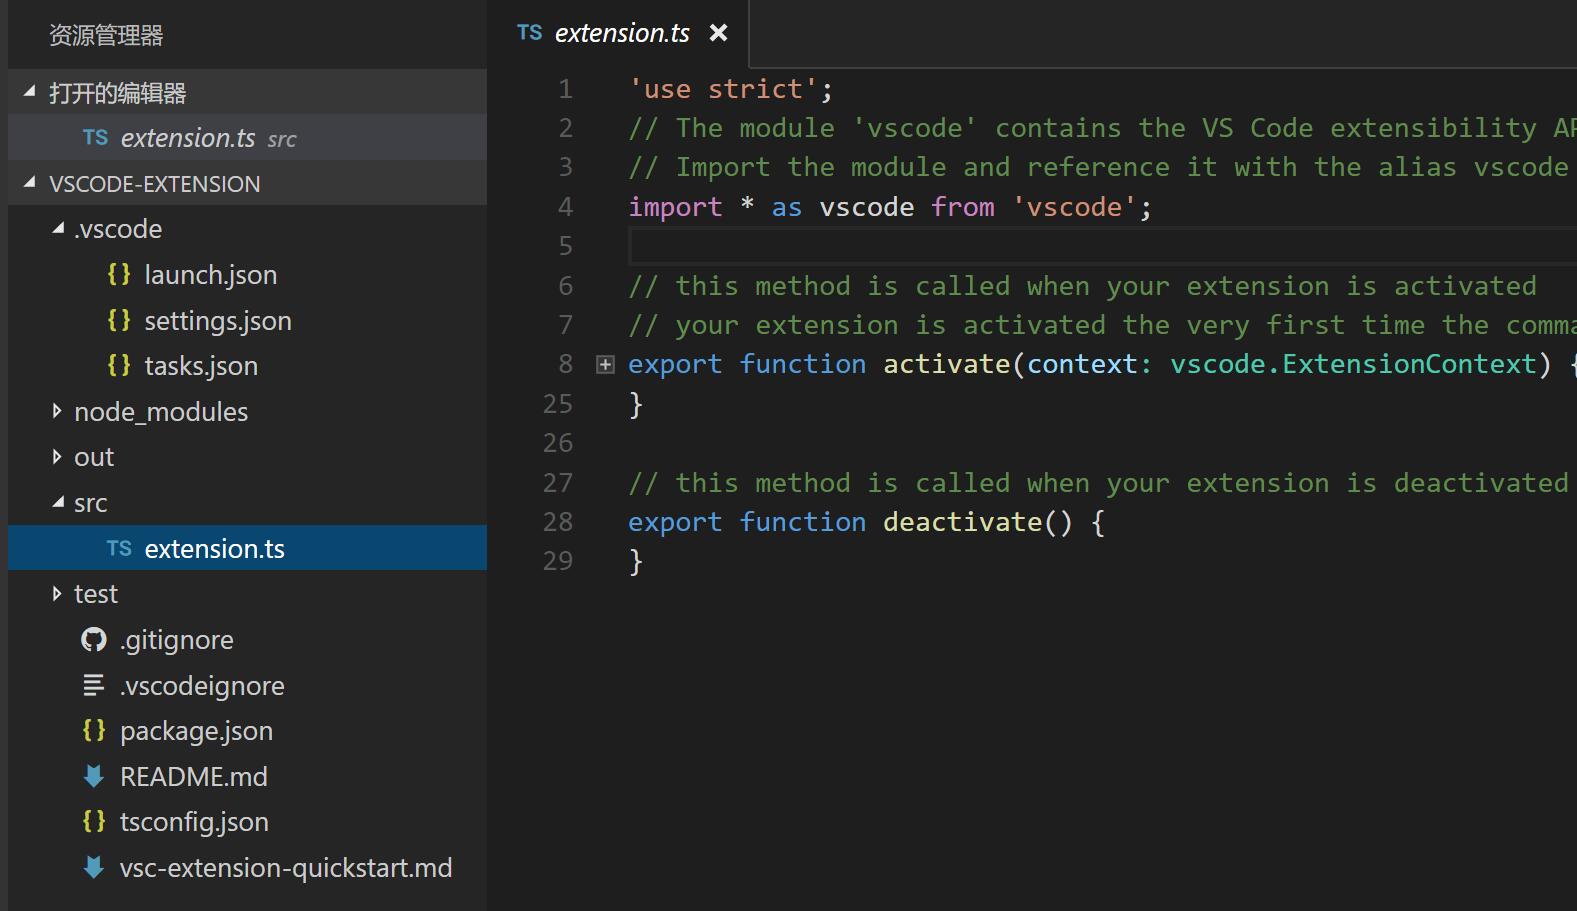 资源管理器
打开的编辑器
TS extension.ts src
VSCODE-EXTENSION
.vscode
{} launch.json
{} settings.json
{} tasks.json
node_modules
out
src
TS extension.ts
test
.gitignore
.vscodeignore
{} package.json
README.md
{} tsconfig.json
vsc-extension-quickstart.md
TS extension.ts
1 'use strict';
2 // The module 'vscode' contains the VS Code extensibility AP
3 // Import the module and reference it with the alias vscode
4 import * as vscode from 'vscode';
5
6 // this method is called when your extension is activated
7 // your extension is activated the very first time the comma
8 export function activate(context: vscode.ExtensionContext) {
25 }
26
27 // this method is called when your extension is deactivated
28 export function deactivate() {
29 }